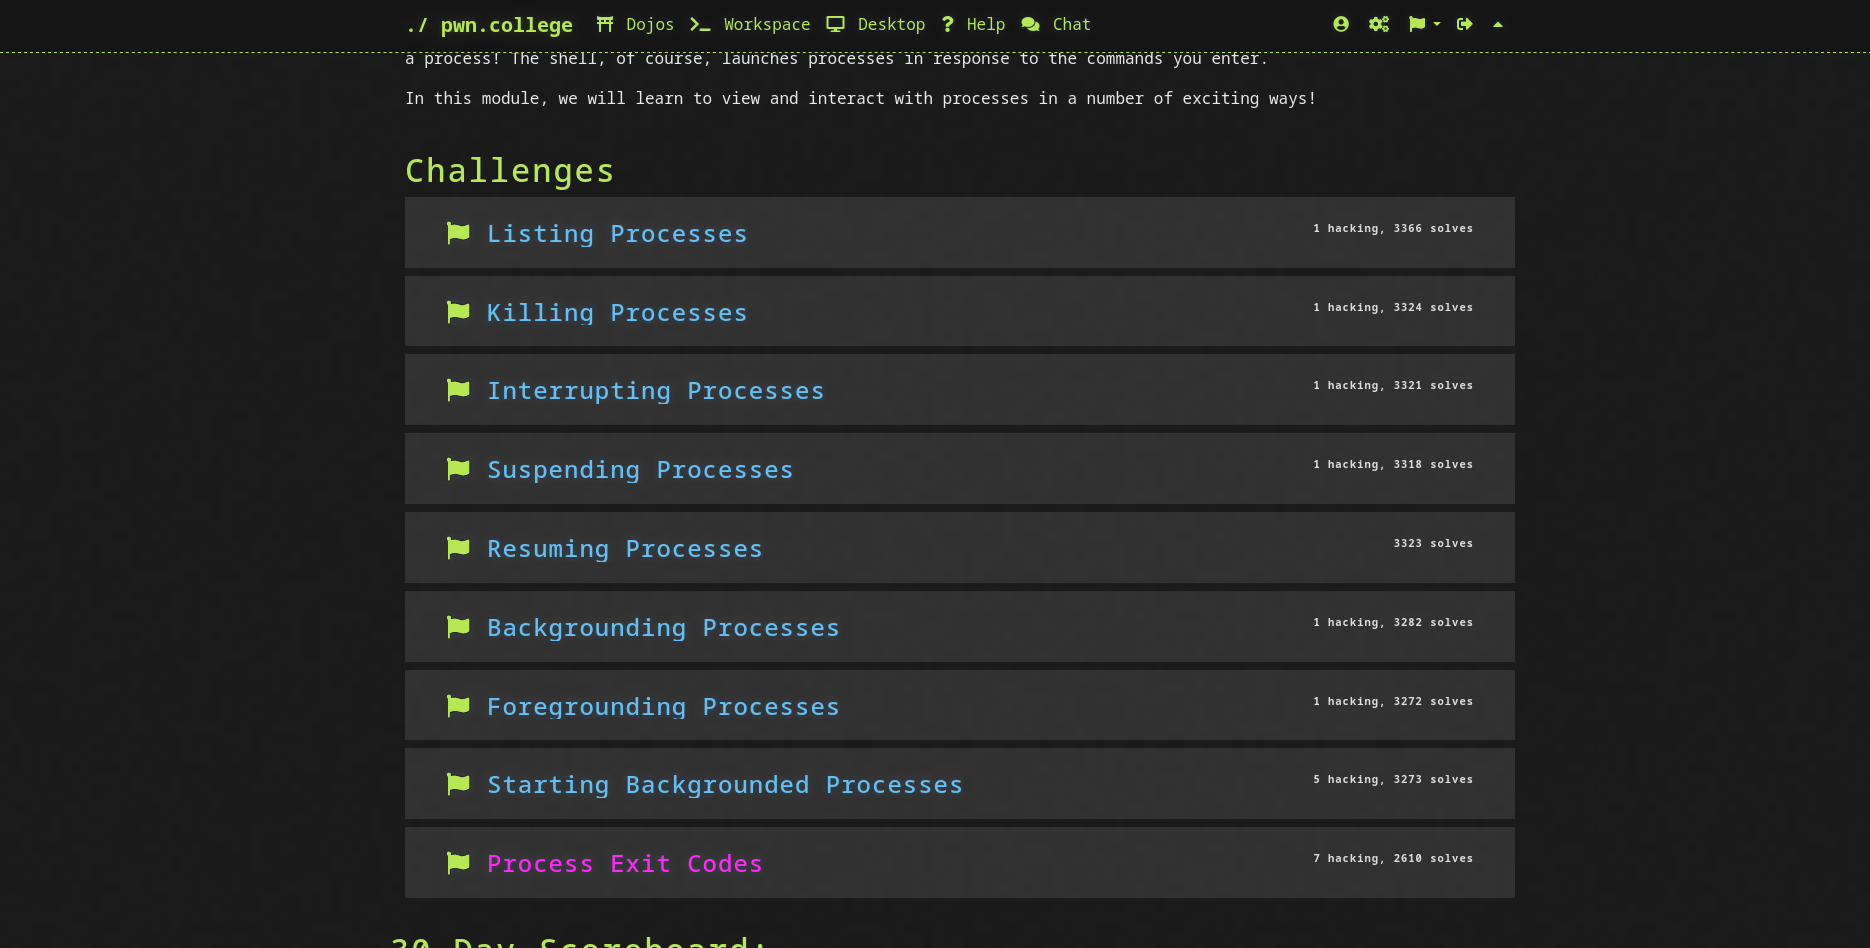 ./ pwn.college Dojos Workspace Desktop Help Chat
a process! The shell, of course, launches processes in response to the commands you enter.
In this module, we will learn to view and interact with processes in a number of exciting ways!
Challenges
Listing Processes 1 hacking, 3366 solves
Killing Processes 1 hacking, 3324 solves
Interrupting Processes 1 hacking, 3321 solves
Suspending Processes 1 hacking, 3318 solves
Resuming Processes 3323 solves
Backgrounding Processes 1 hacking, 3282 solves
Foregrounding Processes 1 hacking, 3272 solves
Starting Backgrounded Processes 5 hacking, 3273 solves
Process Exit Codes 7 hacking, 2610 solves
30-Day Scoreboard: